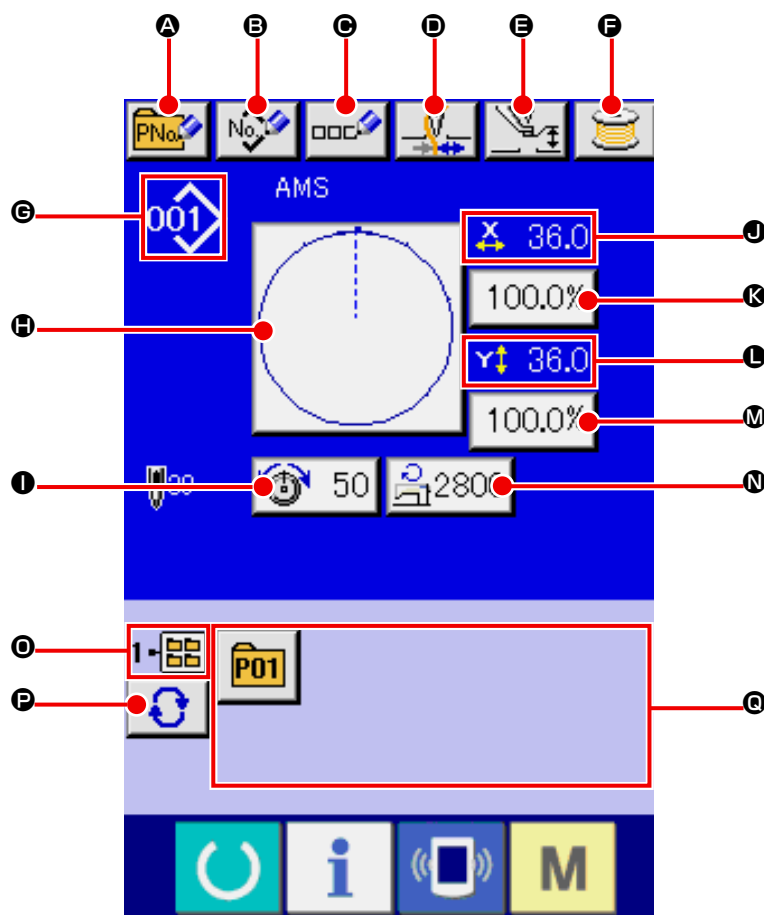 A B C D E F
PNo. No.
G 001 AMS
X 36.0 J
100.0% K
H
Y 36.0 L
100.0% M
I 50 2800 N
O 1
P01
P Q
i M